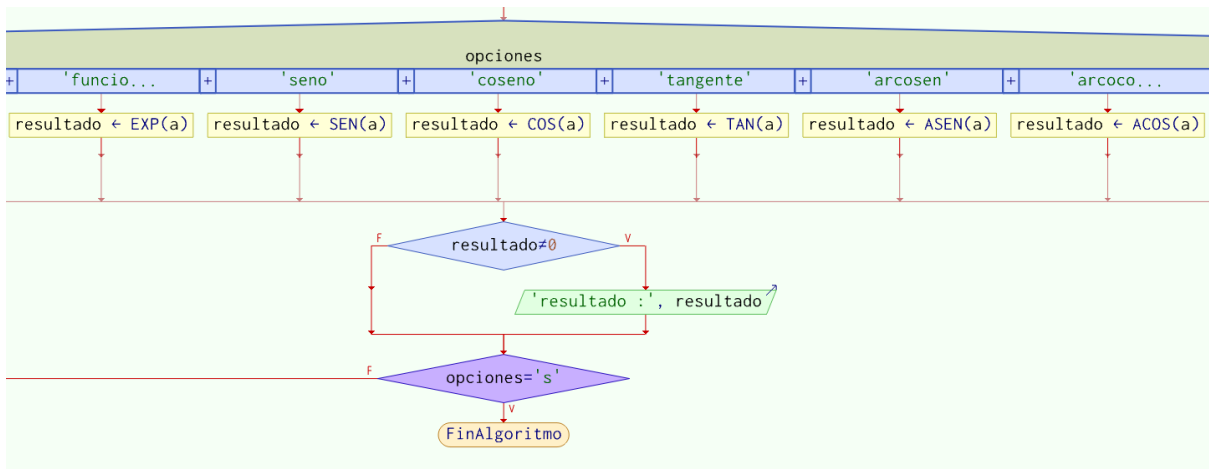 opciones
+ 'funcio... + 'seno' + 'coseno' + 'tangente' + 'arcosen' + 'arcoco...
resultado ← EXP(a) resultado ← SEN(a) resultado ← COS(a) resultado ← TAN(a) resultado ← ASEN(a) resultado ← ACOS(a)
F resultado≠0 V
'resultado :', resultado
F opciones='s'
V
FinAlgoritmo